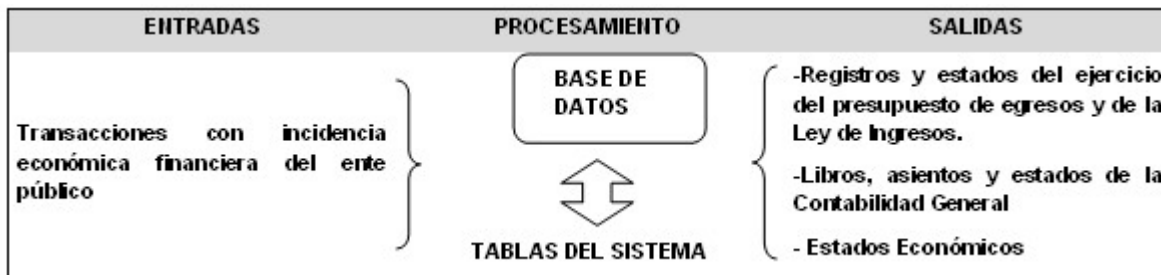 ENTRADAS
PROCESAMIENTO
SALIDAS
Transacciones con incidencia
económica financiera del ente
público
BASE DE
DATOS
TABLAS DEL SISTEMA
-Registros y estados del ejercicio
del presupuesto de egresos y de la
Ley de Ingresos.
-Libros, asientos y estados de la
Contabilidad General
- Estados Económicos